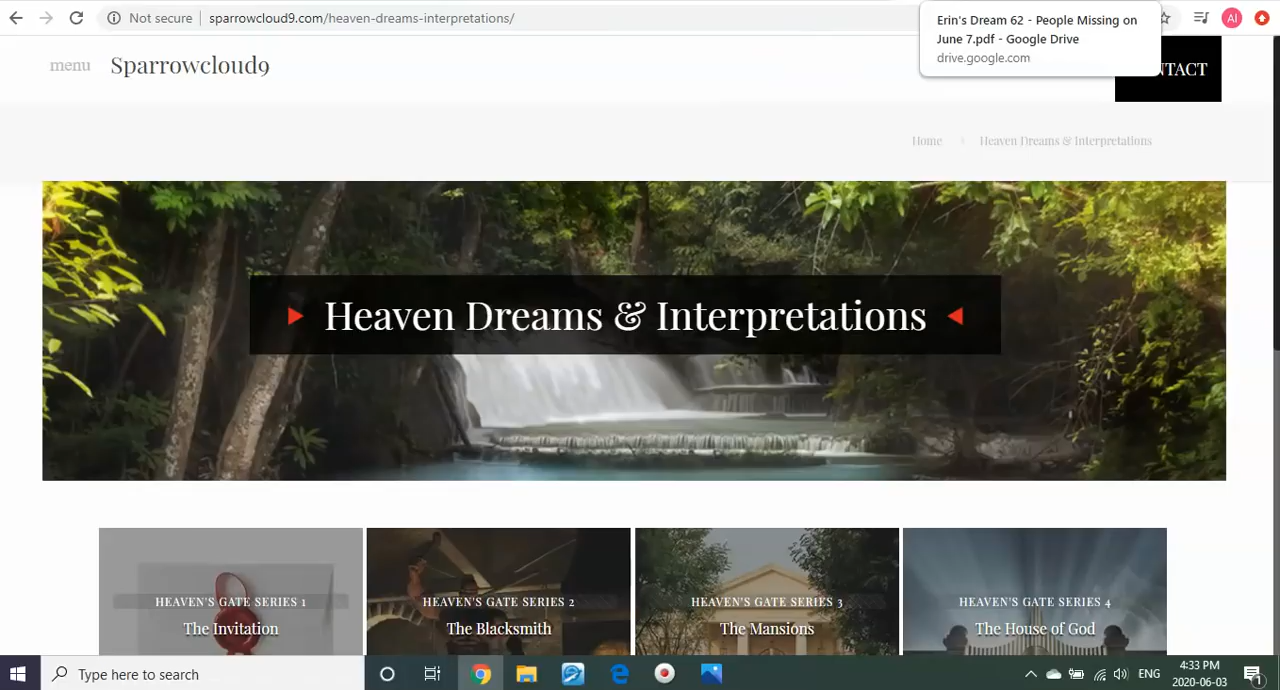 Not secure
sparrowcloud9.com/heaven-dreams-interpretations/
AI
Erin's Dream 62 - People Missing on
June 7.pdf - Google Drive
drive.google.com
menu
Sparrowcloud9
NTACT
Home
Heaven Dreams & Interpretations
Heaven Dreams & Interpretations
HEAVEN'S GATE SERIES 1
The Invitation
HEAVEN'S GATE SERIES 2
The Blacksmith
HEAVEN'S GATE SERIES 3
The Mansions
HEAVEN'S GATE SERIES 4
The House of God
Type here to search
ENG
4:33 PM
2020-06-03
1